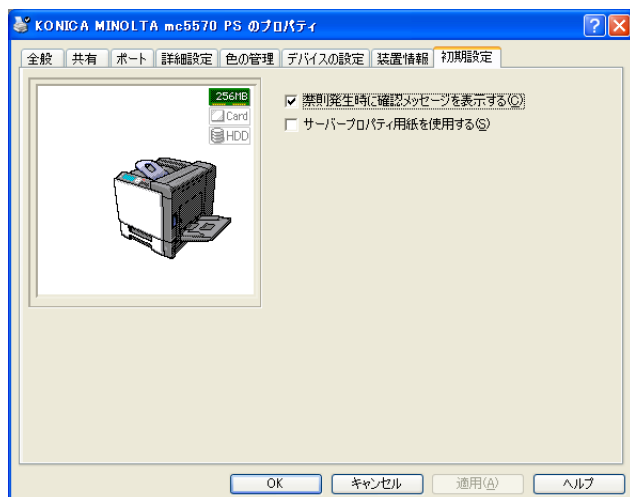 KONICA MINOLTA mc5570 PS のプロパティ
全般 共有 ポート 詳細設定 色の管理 デバイスの設定 装置情報 初期設定
256MB
Card
HDD
禁則発生時に確認メッセージを表示する(C)
サーバープロパティ用紙を使用する(S)
OK キャンセル 適用(A) ヘルプ